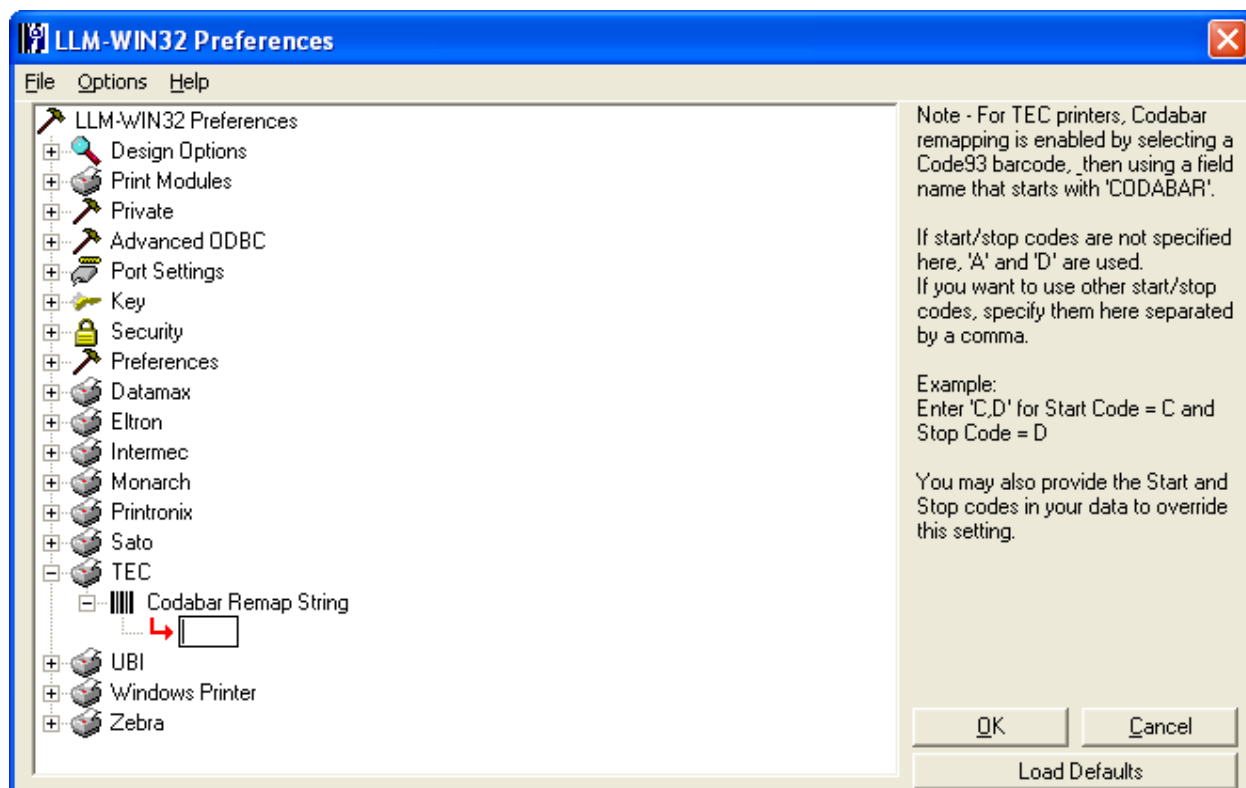 LLM-WIN32 Preferences
File Options Help
LLM-WIN32 Preferences
Design Options
Print Modules
Private
Advanced ODBC
Port Settings
Key
Security
Preferences
Datamax
Eltron
Intermec
Monarch
Printronix
Sato
TEC
Codabar Remap String
UBI
Windows Printer
Zebra
Note - For TEC printers, Codabar
remapping is enabled by selecting a
Code93 barcode, _then using a field
name that starts with 'CODABAR'.
If start/stop codes are not specified
here, 'A' and 'D' are used.
If you want to use other start/stop
codes, specify them here separated
by a comma.
Example:
Enter 'C,D' for Start Code = C and
Stop Code = D
You may also provide the Start and
Stop codes in your data to override
this setting.
OK Cancel
Load Defaults